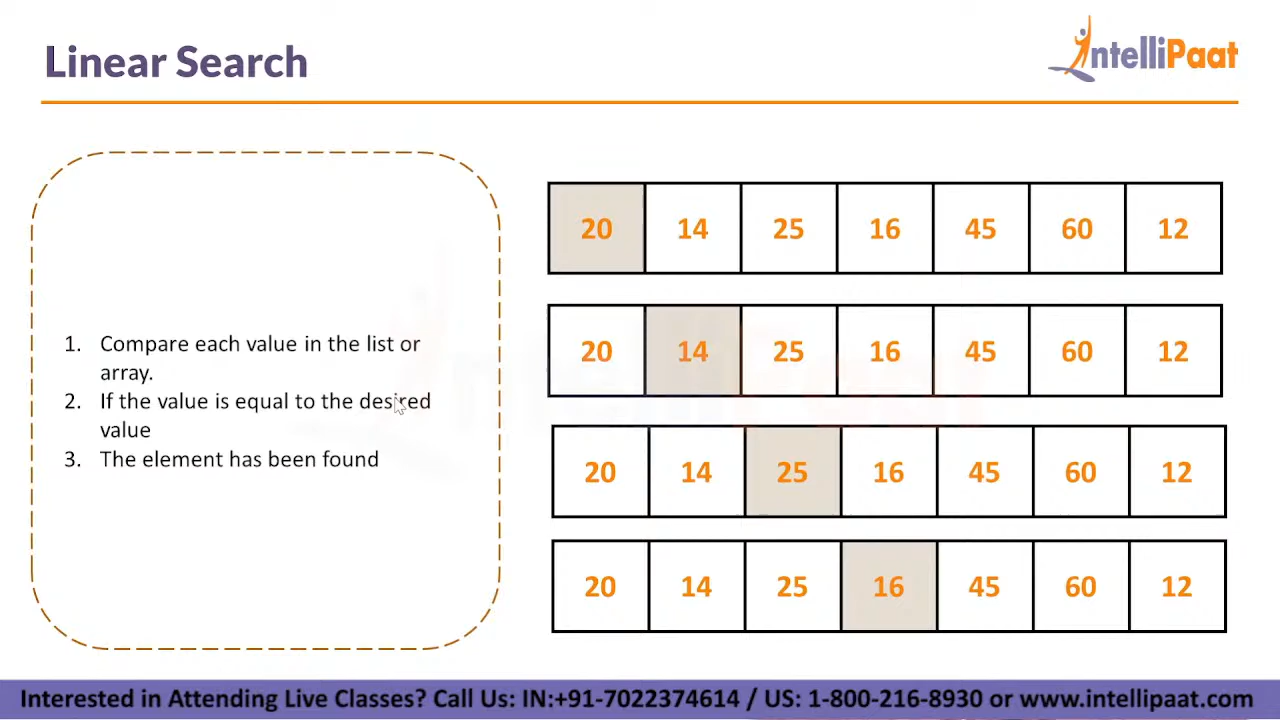 Linear Search
IntelliPaat
1. Compare each value in the list or
array.
2. If the value is equal to the desired
value
3. The element has been found
20 14 25 16 45 60 12
20 14 25 16 45 60 12
20 14 25 16 45 60 12
20 14 25 16 45 60 12
IntelliPaat
Interested in Attending Live Classes? Call Us: IN:+91-7022374614 / US: 1-800-216-8930 or www.intellipaat.com